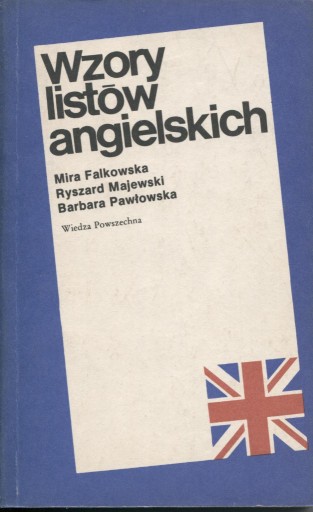 Wzory
listów
angielskich
Mira Falkowska
Ryszard Majewski
Barbara Pawłowska
Wiedza Powszechna